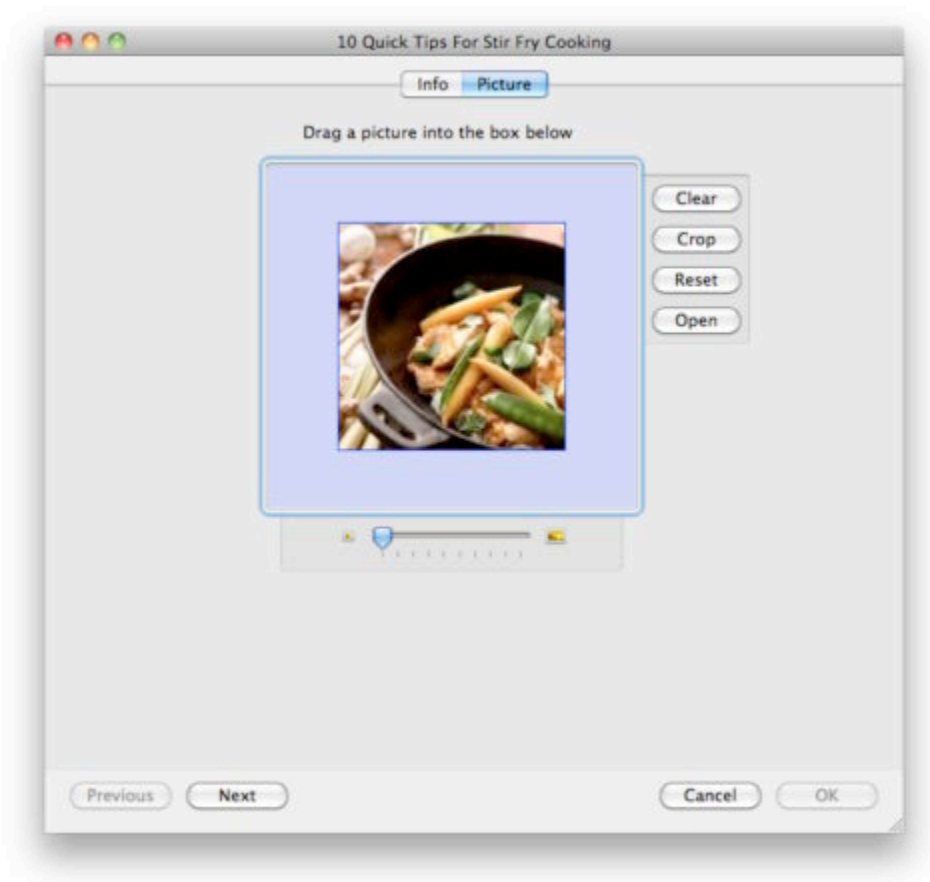 10 Quick Tips For Stir Fry Cooking
Info Picture
Drag a picture into the box below
Clear
Crop
Reset
Open
Previous Next Cancel OK